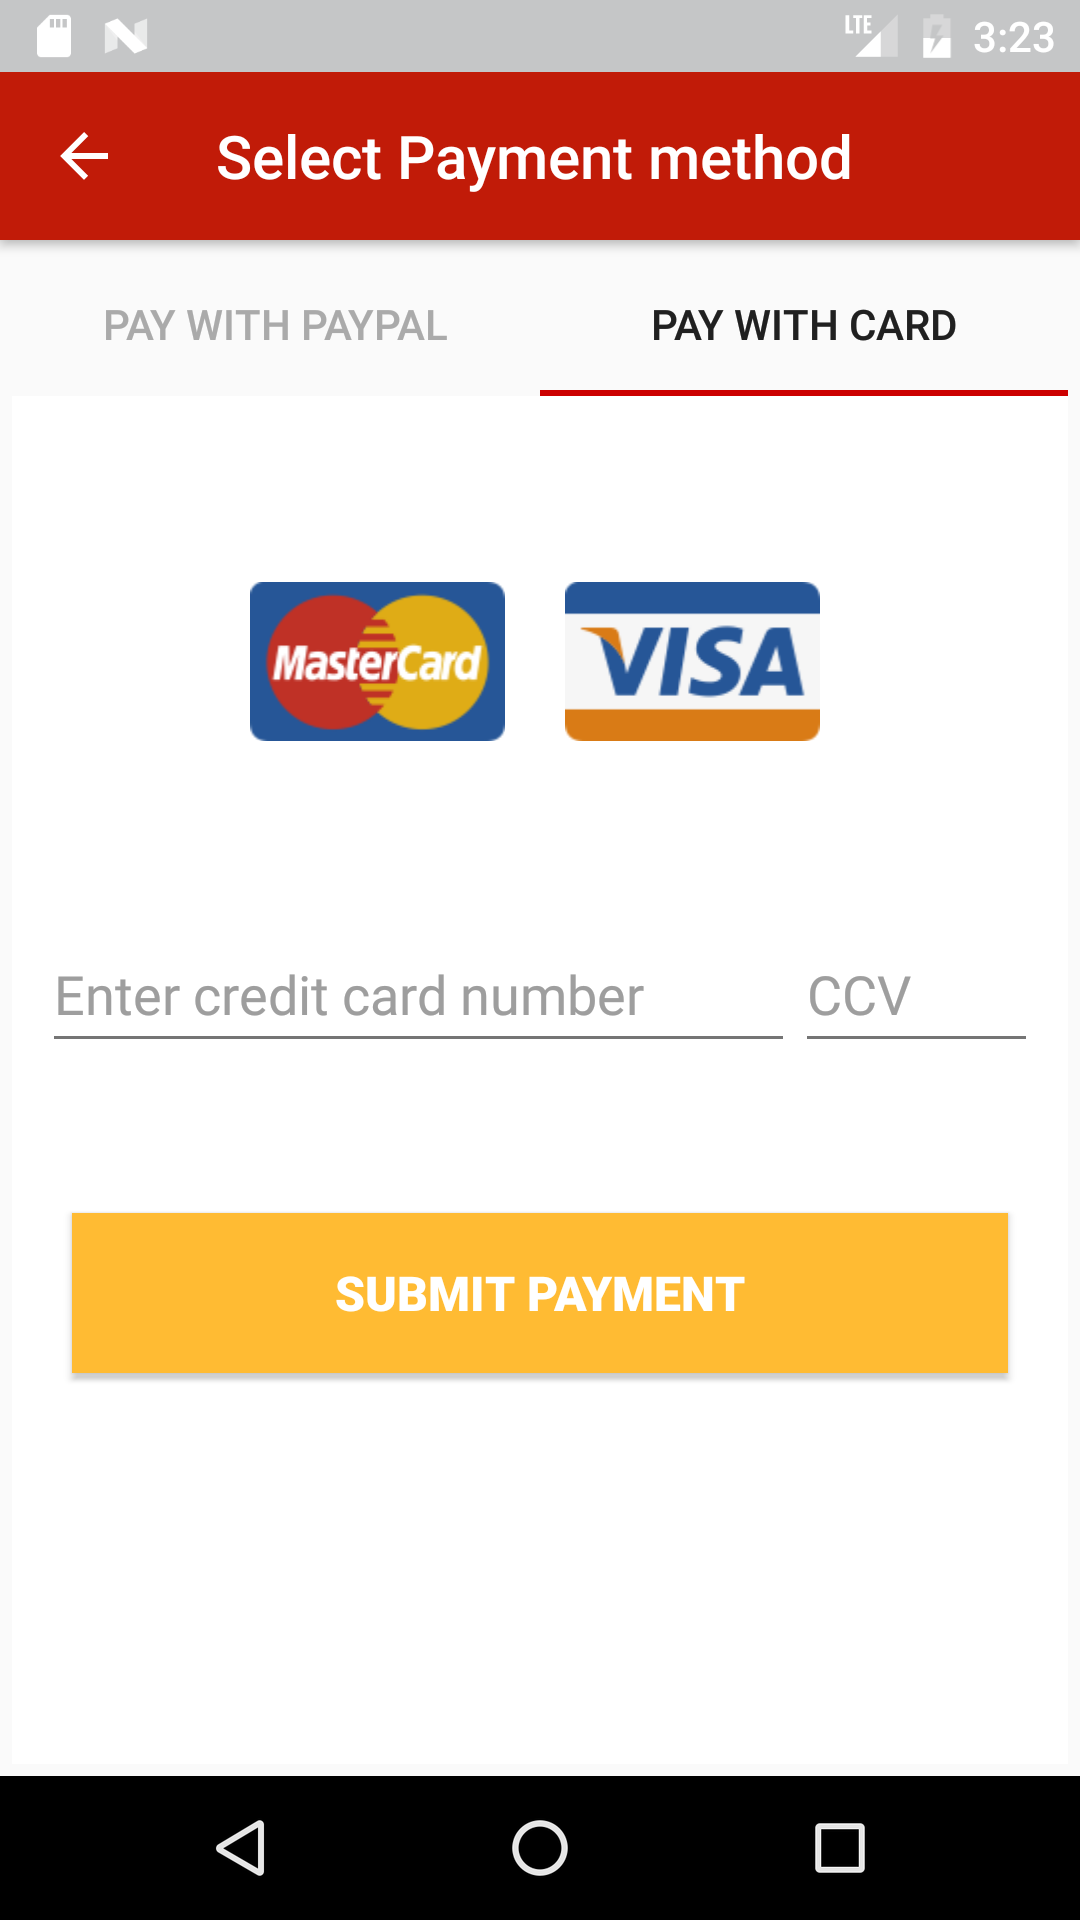 LTE 3:23
Select Payment method
PAY WITH PAYPAL PAY WITH CARD
MasterCard VISA
Enter credit card number CCV
SUBMIT PAYMENT